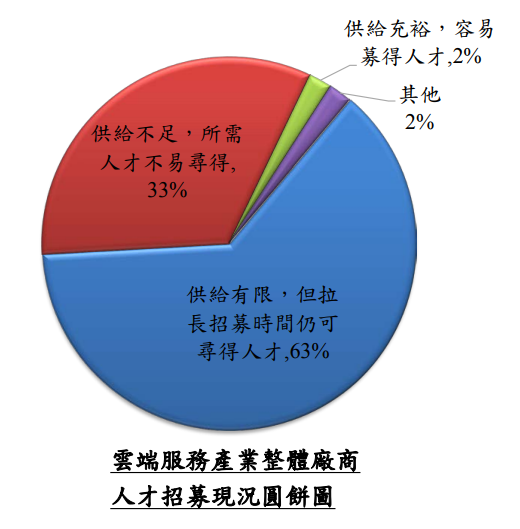 供給充裕，容易
募得人才,2%
其他
2%
供給不足，所需
人才不易尋得,
33%
供給有限，但拉
長招募時間仍可
尋得人才,63%
雲端服務產業整體廠商
人才招募現況圓餅圖